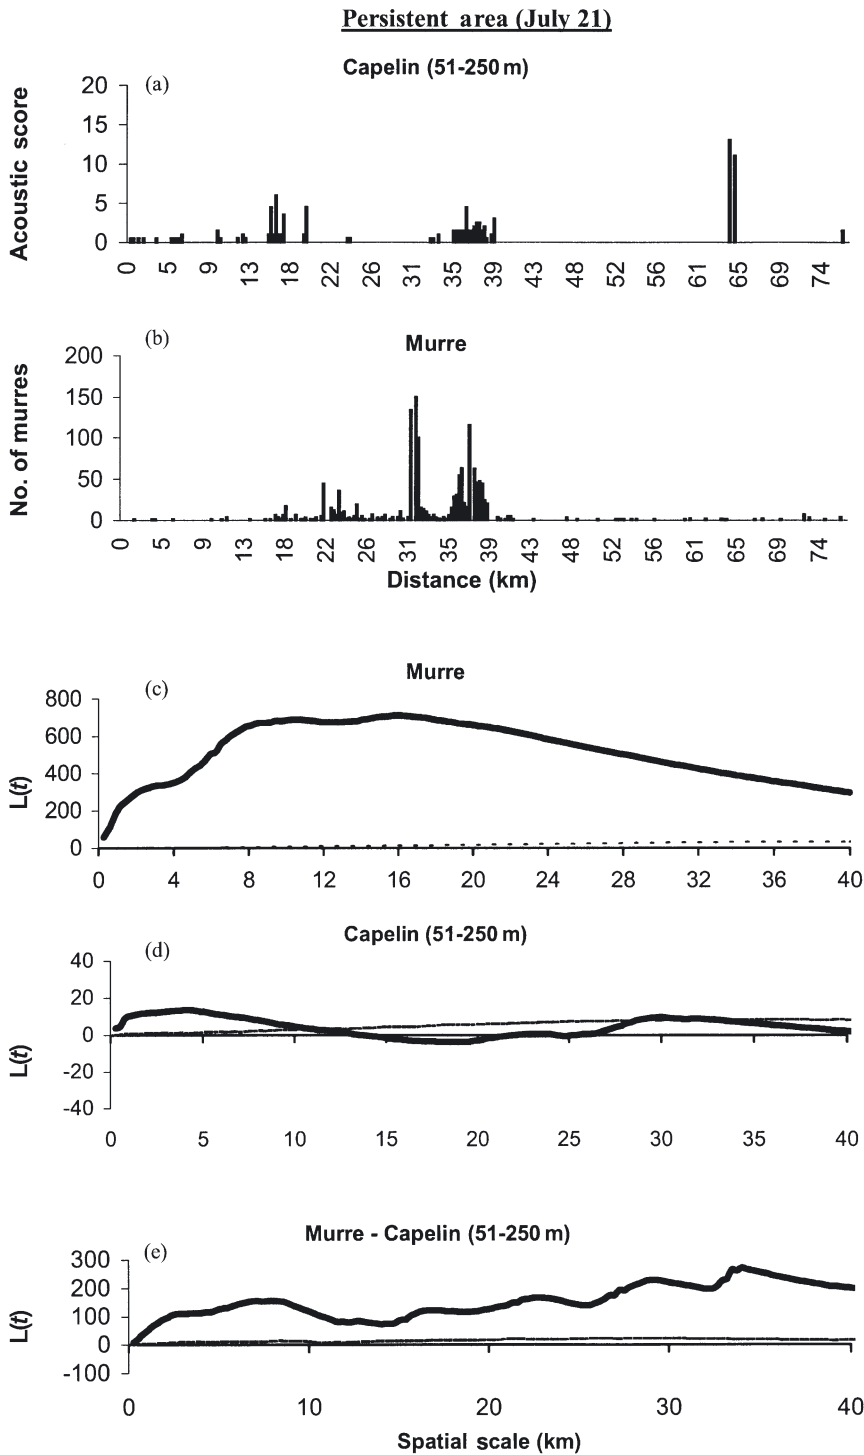 Persistent area (July 21)
Capelin (51-250 m)
(a)
Acoustic score
20
15
10
5
0
0 5 9 13 18 22 26 31 35 39 43 48 52 56 61 65 69 74
(b)
Murre
No. of murres
200
150
100
50
0
0 5 9 13 18 22 26 31 35 39 43 48 52 56 61 65 69 74
Distance (km)
Murre
(c)
L(t)
800
600
400
200
0
0 4 8 12 16 20 24 28 32 36 40
Capelin (51-250 m)
(d)
L(t)
40
20
0
-20
-40
0 5 10 15 20 25 30 35 40
Murre - Capelin (51-250 m)
(e)
L(t)
300
200
100
0
-100
0 10 20 30 40
Spatial scale (km)